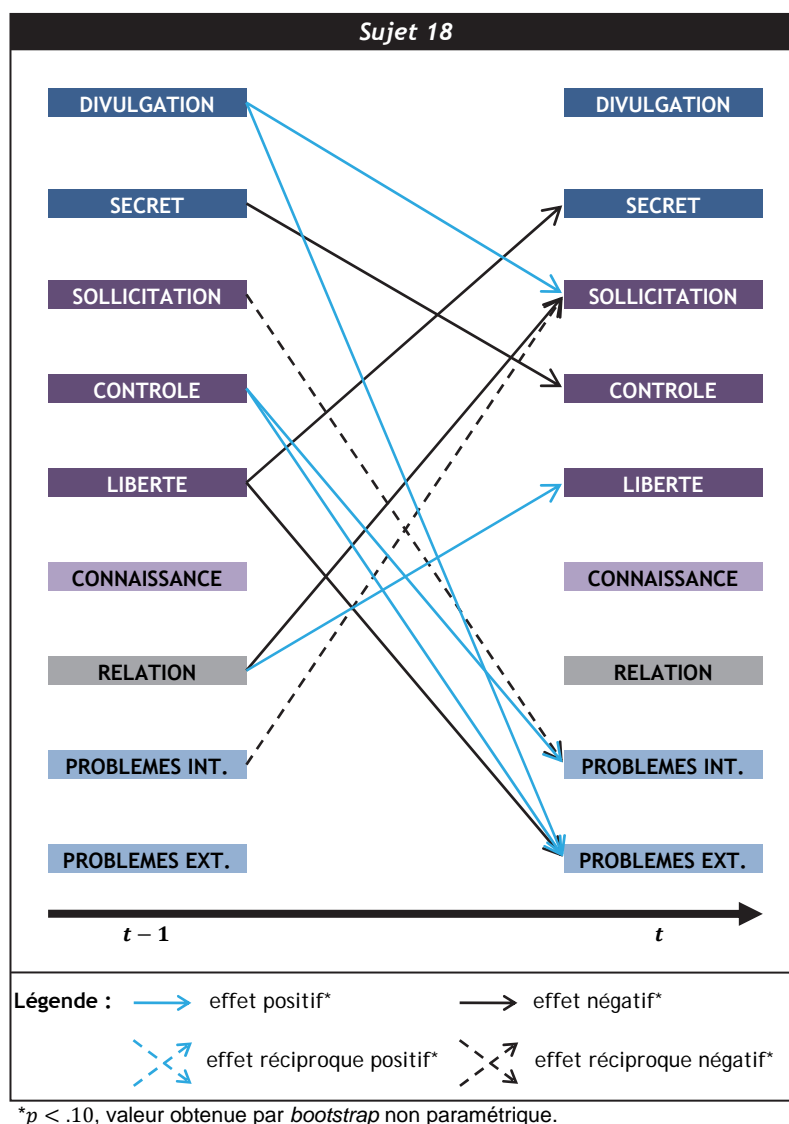 Sujet 18
DIVULGATION DIVULGATION
SECRET SECRET
SOLLICITATION SOLLICITATION
CONTROLE CONTROLE
LIBERTE LIBERTE
CONNAISSANCE CONNAISSANCE
RELATION RELATION
PROBLEMES INT. PROBLEMES INT.
PROBLEMES EXT. PROBLEMES EXT.
t − 1 t
Légende : effet positif* effet négatif*
effet réciproque positif* effet réciproque négatif*
*p < .10, valeur obtenue par bootstrap non paramétrique.